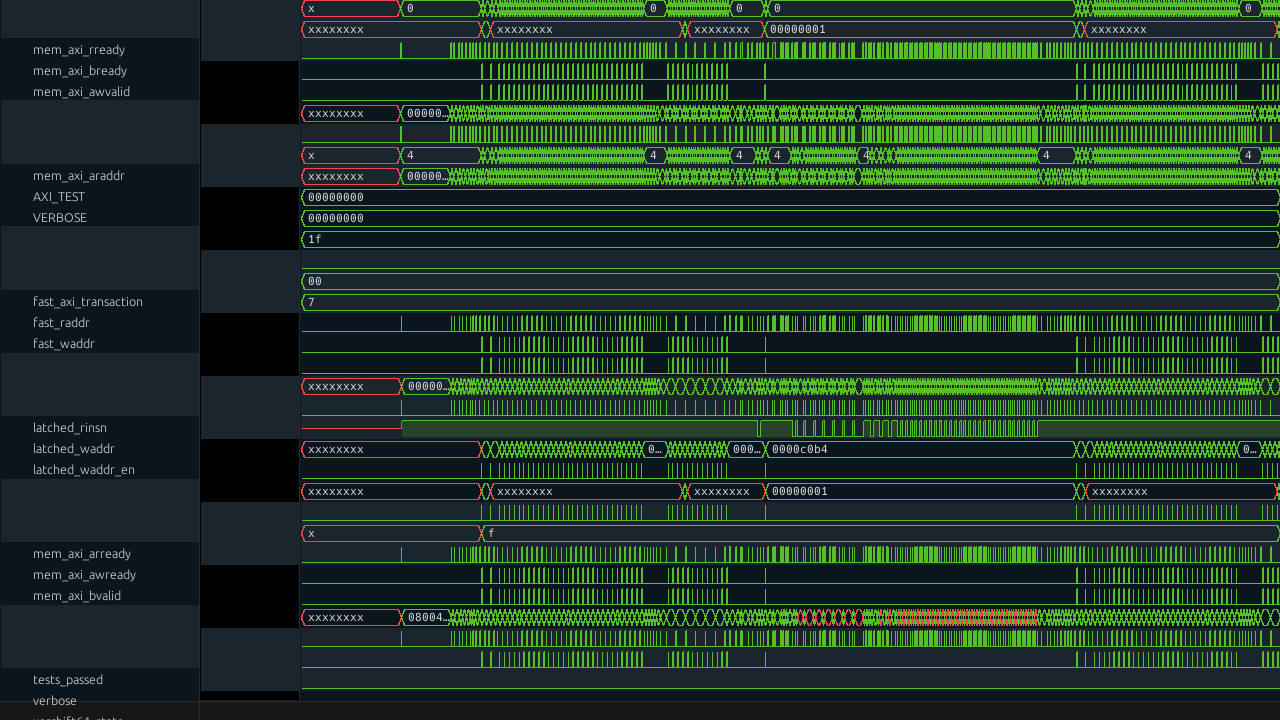 x 0 0 0 0 0
xxxxxxxx xxxxxxxx xxxxxxxx 00000001 xxxxxxxx
mem_axi_rready
mem_axi_bready
mem_axi_awvalid
xxxxxxxx 00000…
x 4 4 4 4 4 4 4
mem_axi_araddr xxxxxxxx 00000…
AXI_TEST 00000000
VERBOSE 00000000
1f
00
fast_axi_transaction 7
fast_raddr
fast_waddr
xxxxxxxx 00000…
latched_rinsn
latched_waddr xxxxxxxx 0… 000… 0000c0b4 0…
latched_waddr_en
xxxxxxxx xxxxxxxx xxxxxxxx 00000001 xxxxxxxx
x f
mem_axi_arready
mem_axi_awready
mem_axi_bvalid
xxxxxxxx 08004…
tests_passed
verbose